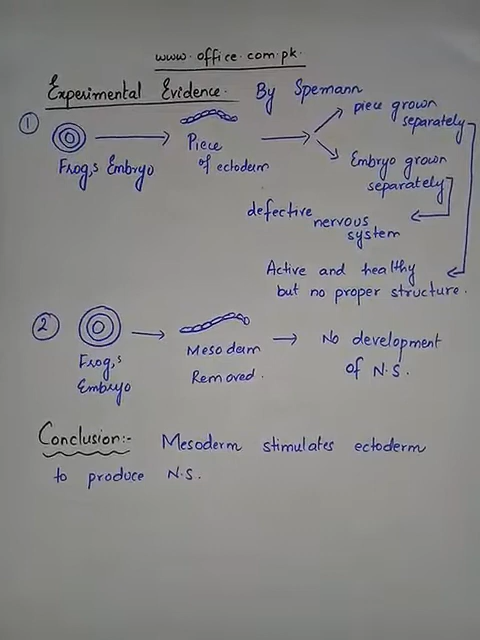 www.office.com.pk.
Experimental Evidence. By Spemann
① piece grown
separately
Frog,s Embryo
Piece
of ectoderm
Embryo grown
separately
defective
nervous
system
Active and healthy
but no proper structure.
②
Frog,s
Embryo
Mesoderm
Removed.
No development
of N.S.
Conclusion:- Mesoderm stimulates ectoderm
to produce N.S.